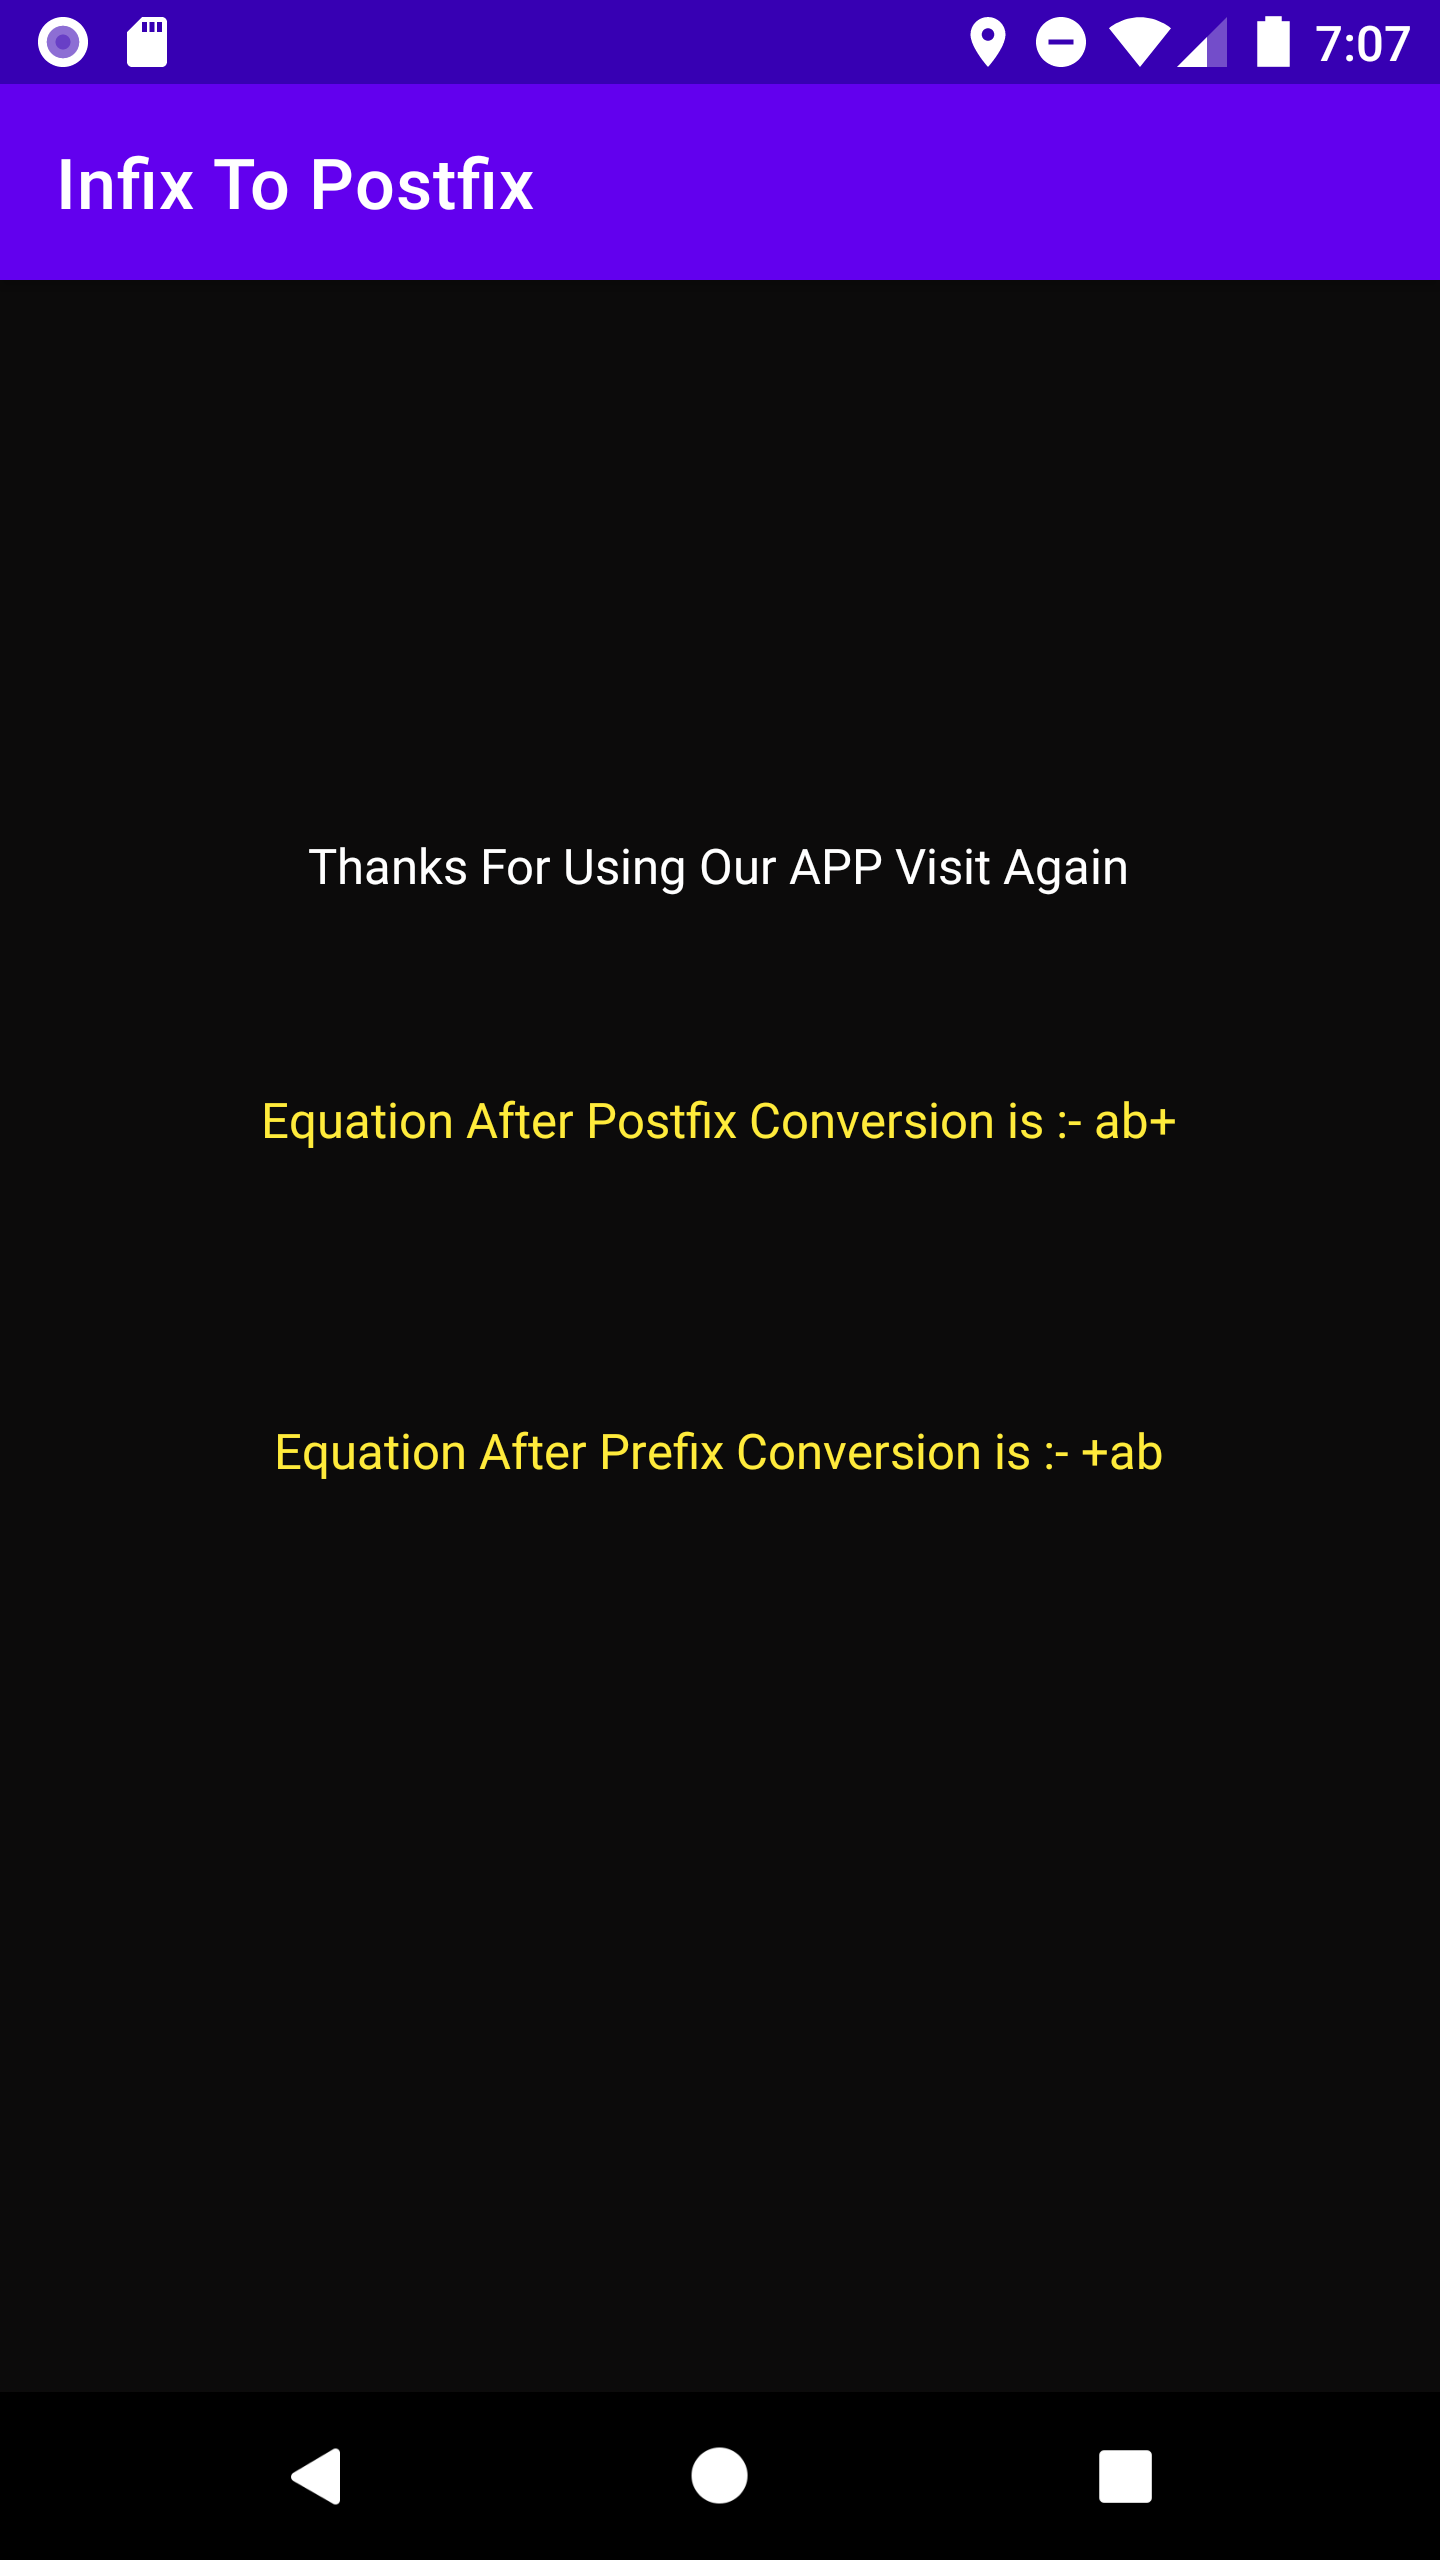 7:07
Infix To Postfix
Thanks For Using Our APP Visit Again
Equation After Postfix Conversion is :- ab+
Equation After Prefix Conversion is :- +ab